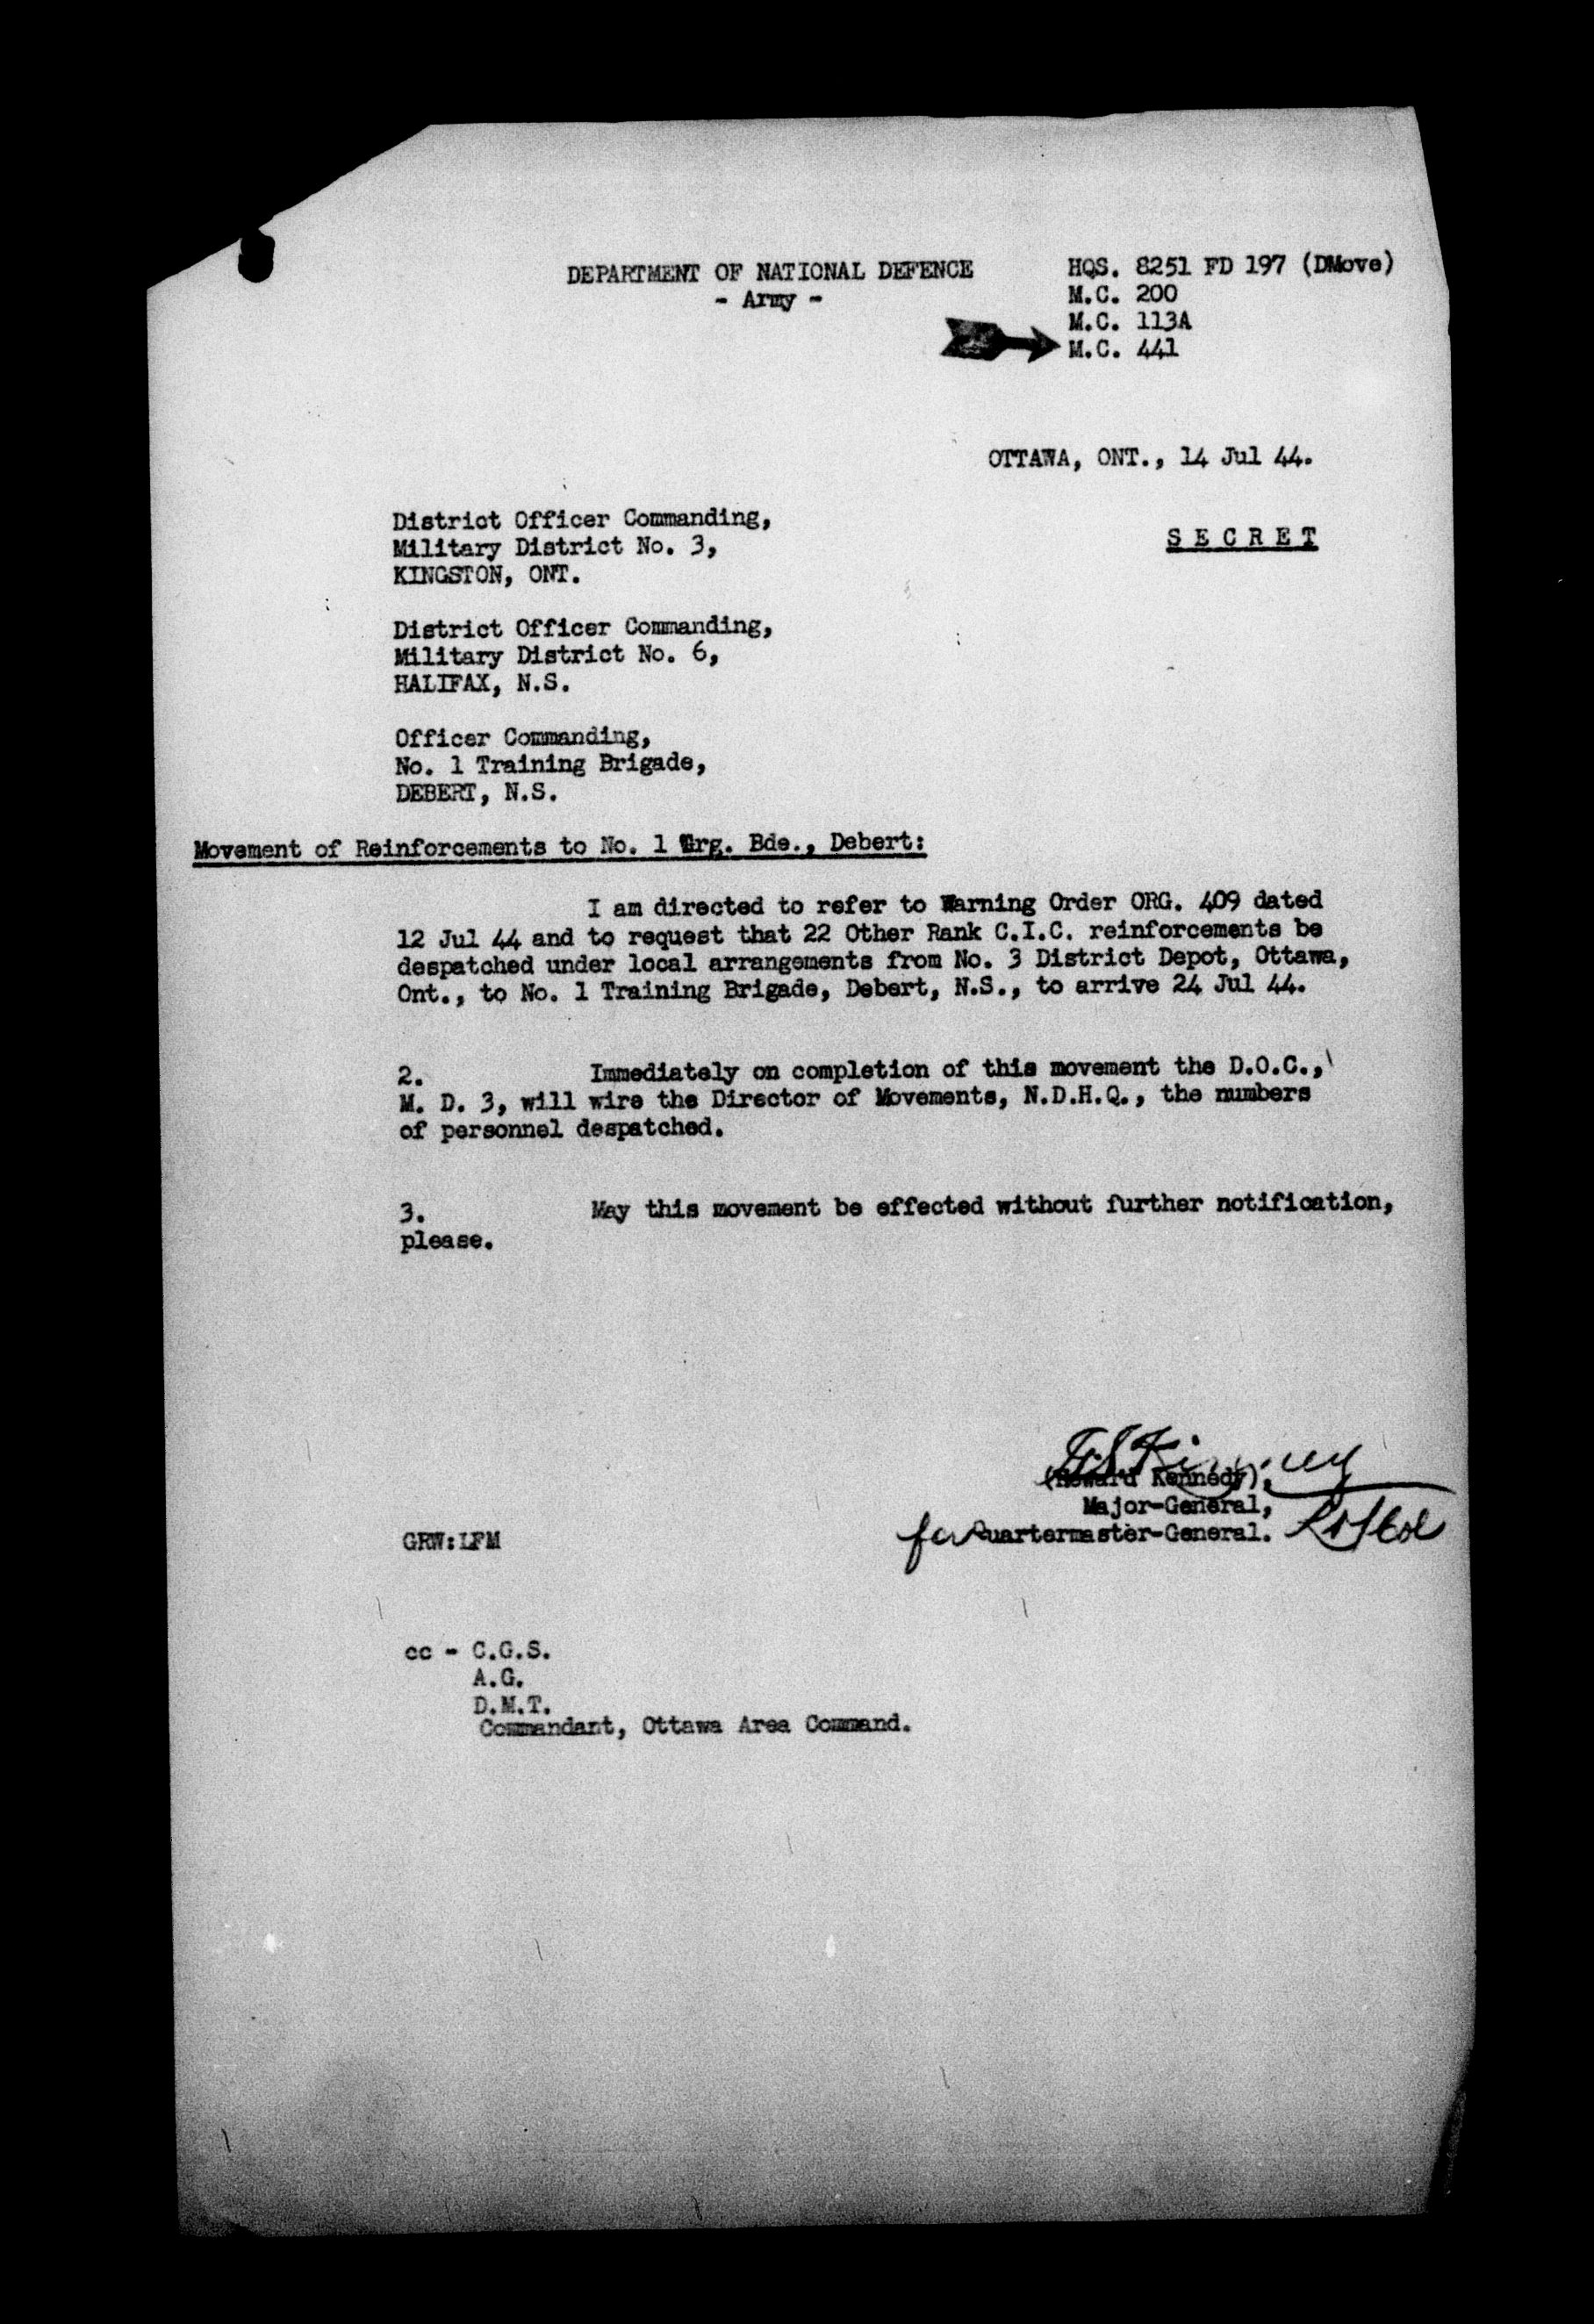 DEPARTMENT OF NATIONAL DEFENCE
- Army -
HQS. 8251 FD 197 (DMove)
M.C. 200
M.C. 113A
M.C. 441
OTTAWA, ONT., 14 Jul 44.
S E C R E T
District Officer Commanding,
Military District No. 3,
KINGSTON, ONT.
District Officer Commanding,
Military District No. 6,
HALIFAX, N.S.
Officer Commanding,
No. 1 Training Brigade,
DEBERT, N.S.
Movement of Reinforcements to No. 1 Trg. Bde., Debert:
I am directed to refer to Warning Order ORG. 409 dated
12 Jul 44 and to request that 22 Other Rank C.I.C. reinforcements be
despatched under local arrangements from No. 3 District Depot, Ottawa,
Ont., to No. 1 Training Brigade, Debert, N.S., to arrive 24 Jul 44.
2. Immediately on completion of this movement the D.O.C.,
M. D. 3, will wire the Director of Movements, N.D.H.Q., the numbers
of personnel despatched.
3. May this movement be effected without further notification,
please.
(Howard Kennedy),
Major-General,
for Quartermaster-General.
GRW:LFM
cc - C.G.S.
A.G.
D.M.T.
Commandant, Ottawa Area Command.